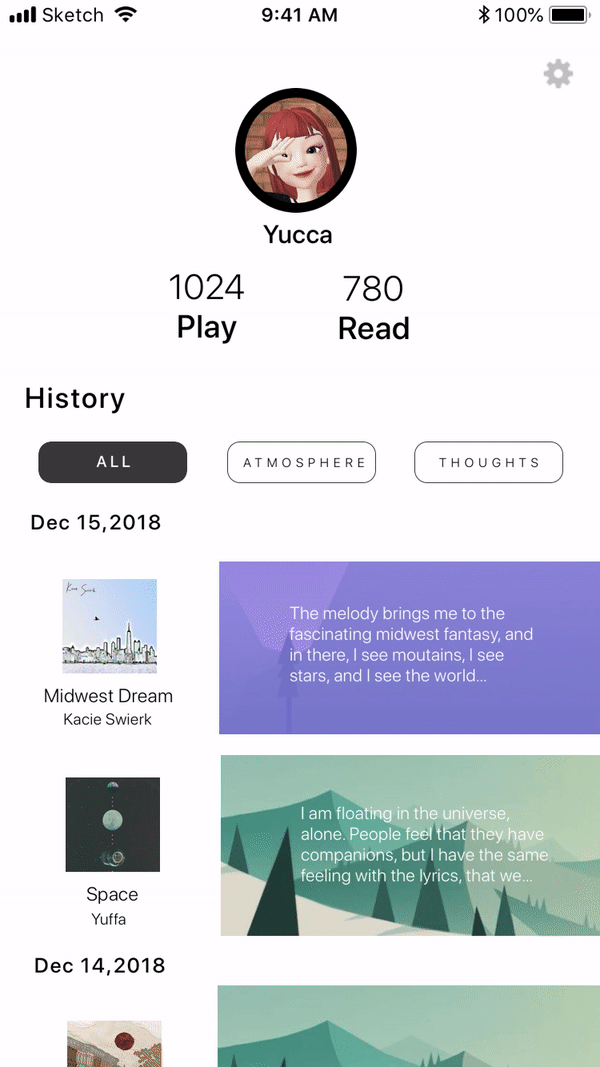 Sketch 9:41 AM 100%
Yucca
1024 780
Play Read
History
ALL ATMOSPHERE THOUGHTS
Dec 15,2018
Kacie Swierk
The melody brings me to the
fascinating midwest fantasy, and
in there, I see moutains, I see
stars, and I see the world...
Midwest Dream
Kacie Swierk
I am floating in the universe,
alone. People feel that they have
companions, but I have the same
feeling with the lyrics, that we...
Space
Yuffa
Dec 14,2018